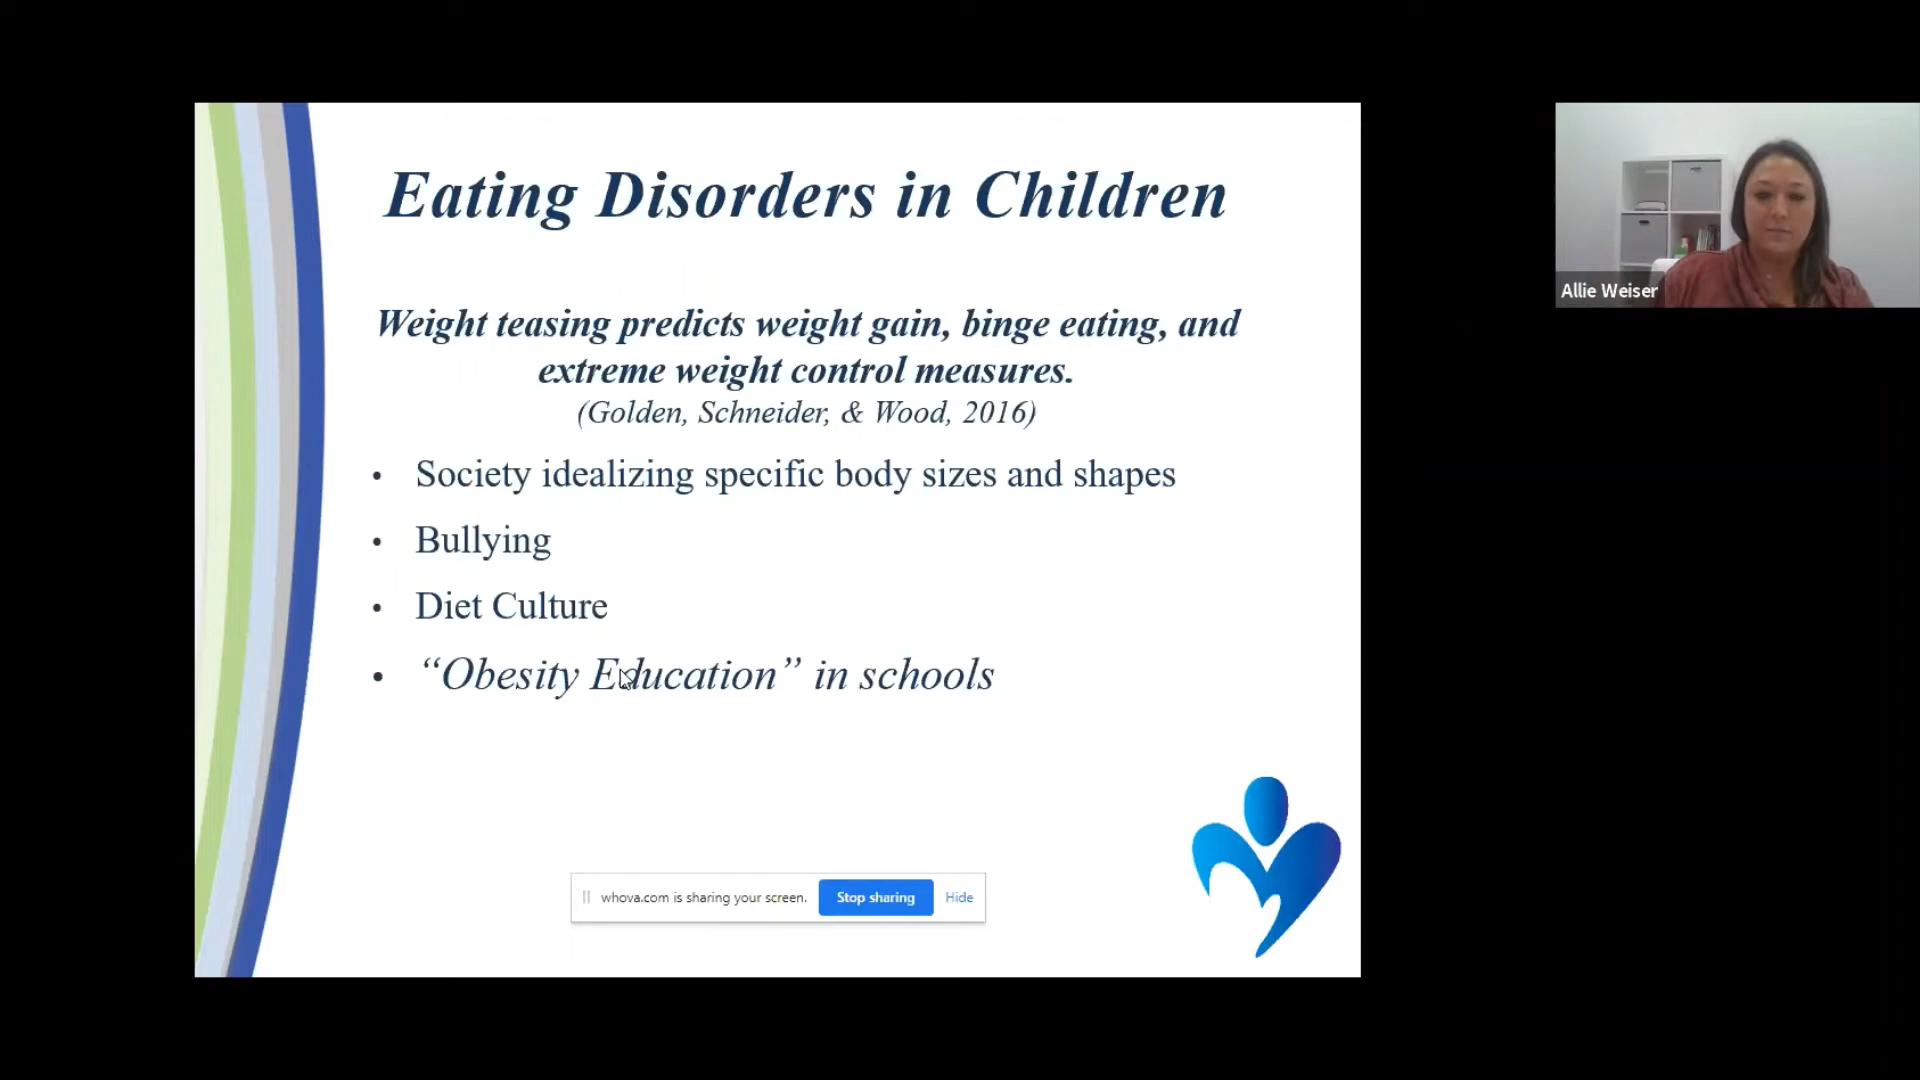 Eating Disorders in Children
Weight teasing predicts weight gain, binge eating, and
extreme weight control measures.
(Golden, Schneider, & Wood, 2016)
• Society idealizing specific body sizes and shapes
• Bullying
• Diet Culture
• “Obesity Education” in schools
whova.com is sharing your screen. Stop sharing Hide
Allie Weiser